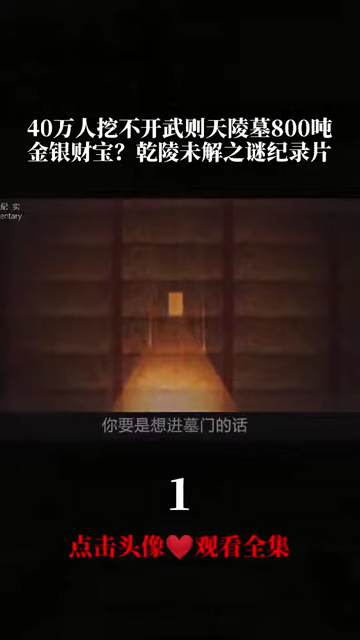 40万人挖不开武则天陵墓800吨
金银财宝？乾陵未解之谜纪录片
纪 实
entary
你要是想进墓门的话
1
点击头像❤观看全集